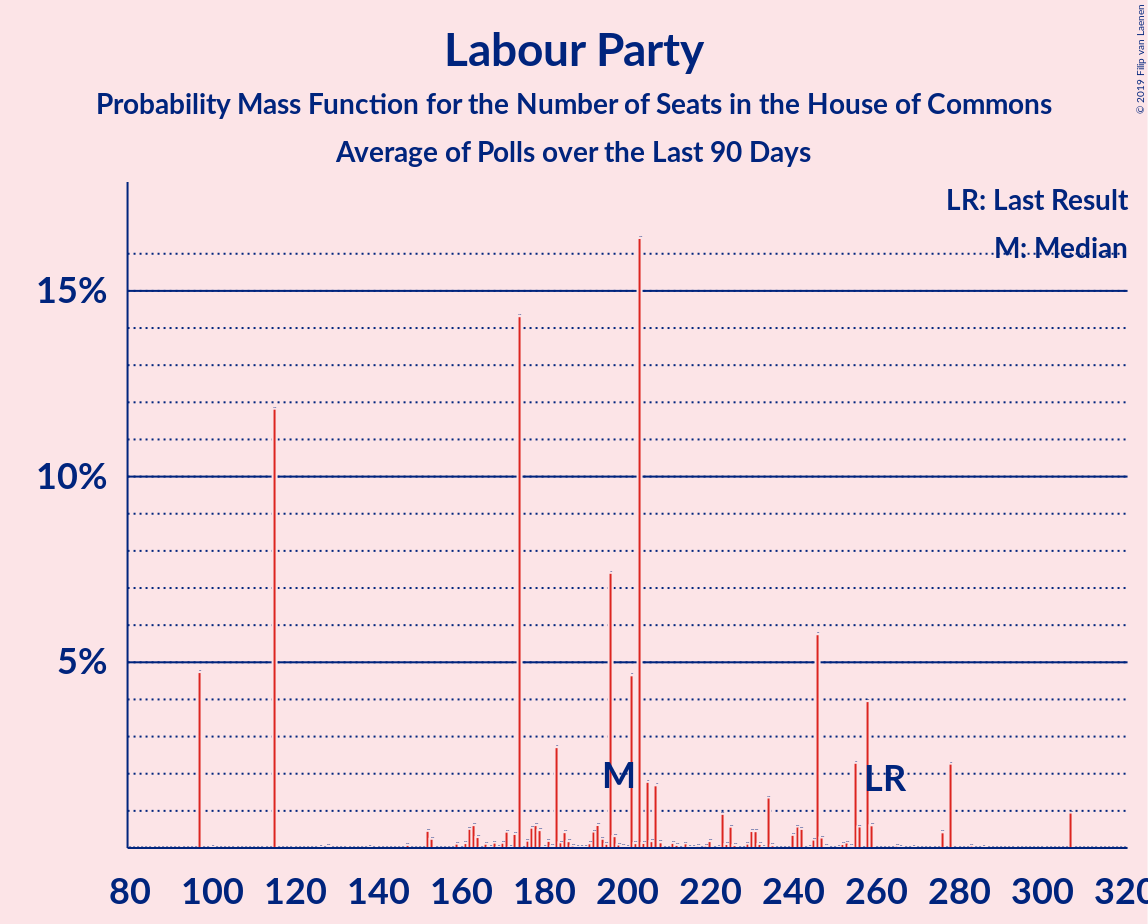 Labour Party
Probability Mass Function for the Number of Seats in the House of Commons
Average of Polls over the Last 90 Days
© 2019 Filip van Laenen
LR: Last Result
M: Median
15%
10%
5%
M
LR
80 100 120 140 160 180 200 220 240 260 280 300 320